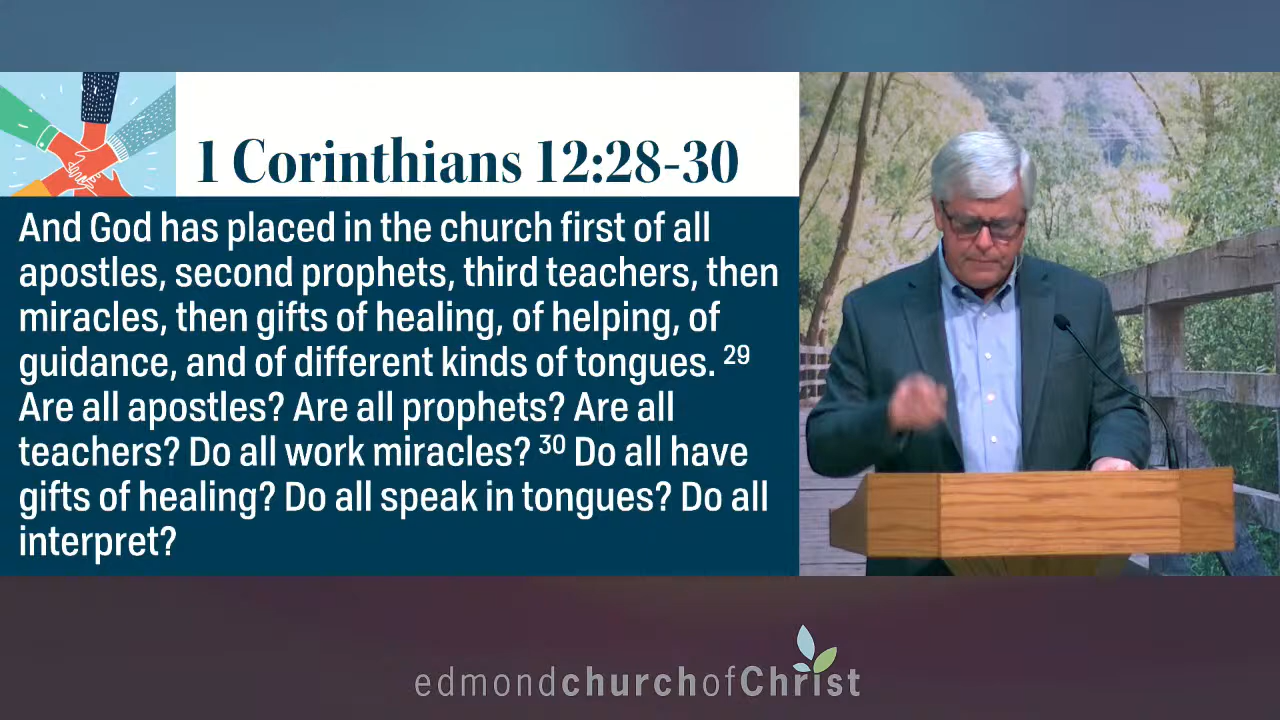 1 Corinthians 12:28-30
And God has placed in the church first of all
apostles, second prophets, third teachers, then
miracles, then gifts of healing, of helping, of
guidance, and of different kinds of tongues. 29
Are all apostles? Are all prophets? Are all
teachers? Do all work miracles? 30 Do all have
gifts of healing? Do all speak in tongues? Do all
interpret?
edmondchurchofChrist